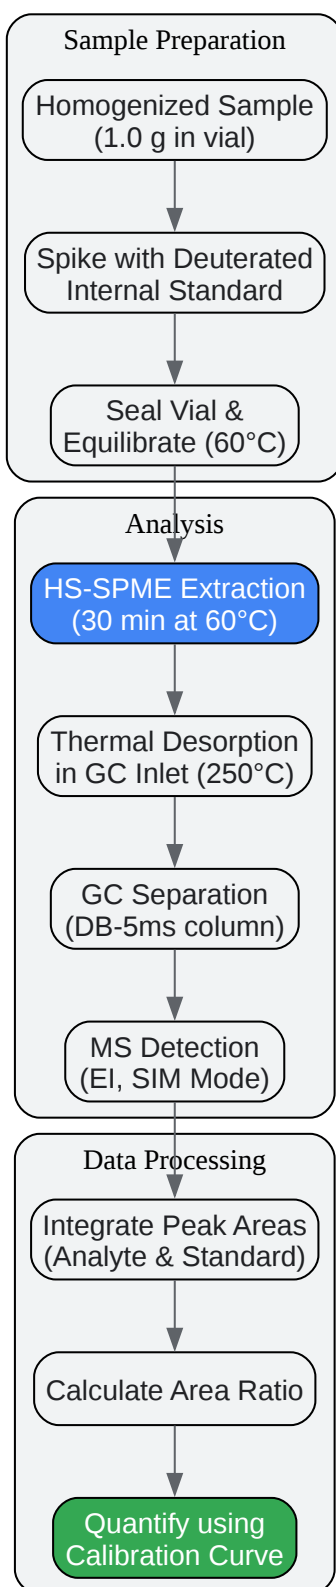 Sample Preparation
Homogenized Sample
(1.0 g in vial)
Spike with Deuterated
Internal Standard
Seal Vial &
Equilibrate (60°C)
Analysis
HS-SPME Extraction
(30 min at 60°C)
Thermal Desorption
in GC Inlet (250°C)
GC Separation
(DB-5ms column)
MS Detection
(EI, SIM Mode)
Data Processing
Integrate Peak Areas
(Analyte & Standard)
Calculate Area Ratio
Quantify using
Calibration Curve